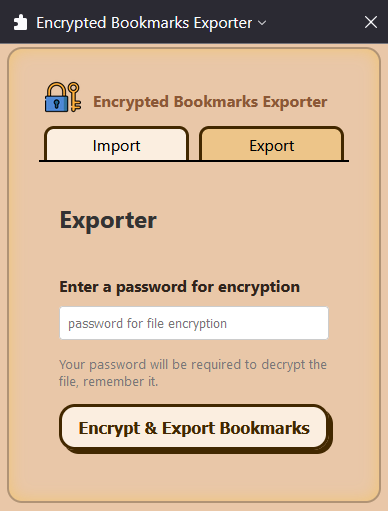 Encrypted Bookmarks Exporter
Encrypted Bookmarks Exporter
Import
Export
Exporter
Enter a password for encryption
password for file encryption
Your password will be required to decrypt the
file, remember it.
Encrypt & Export Bookmarks